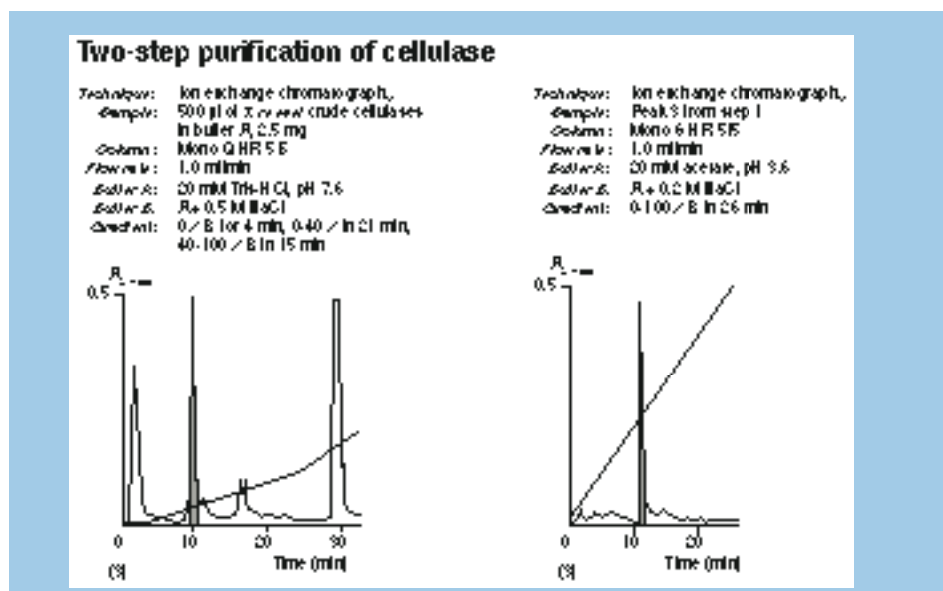 Two-step purification of cellulase
Technique: Ion exchange chromatography
Sample: 500 µl of crude cellulases
in buffer A, 2.5 mg
Column: Mono Q HR 5/5
Flow rate: 1.0 ml/min
Buffer A: 20 mM Tris-HCl, pH 7.6
Buffer B: A + 0.5 M NaCl
Gradient: 0% B for 4 min, 0-40% in 21 min,
40-100% B in 15 min
0.5
0 10 20 30
Time (min)
Technique: Ion exchange chromatography
Sample: Peak 3 from step 1
Column: Mono HR 5/5
Flow rate: 1.0 ml/min
Buffer A: 20 mM acetate, pH 3.6
Buffer B: A + 0.2 M NaCl
Gradient: 0-100% B in 26 min
0.5
0 10 20
Time (min)